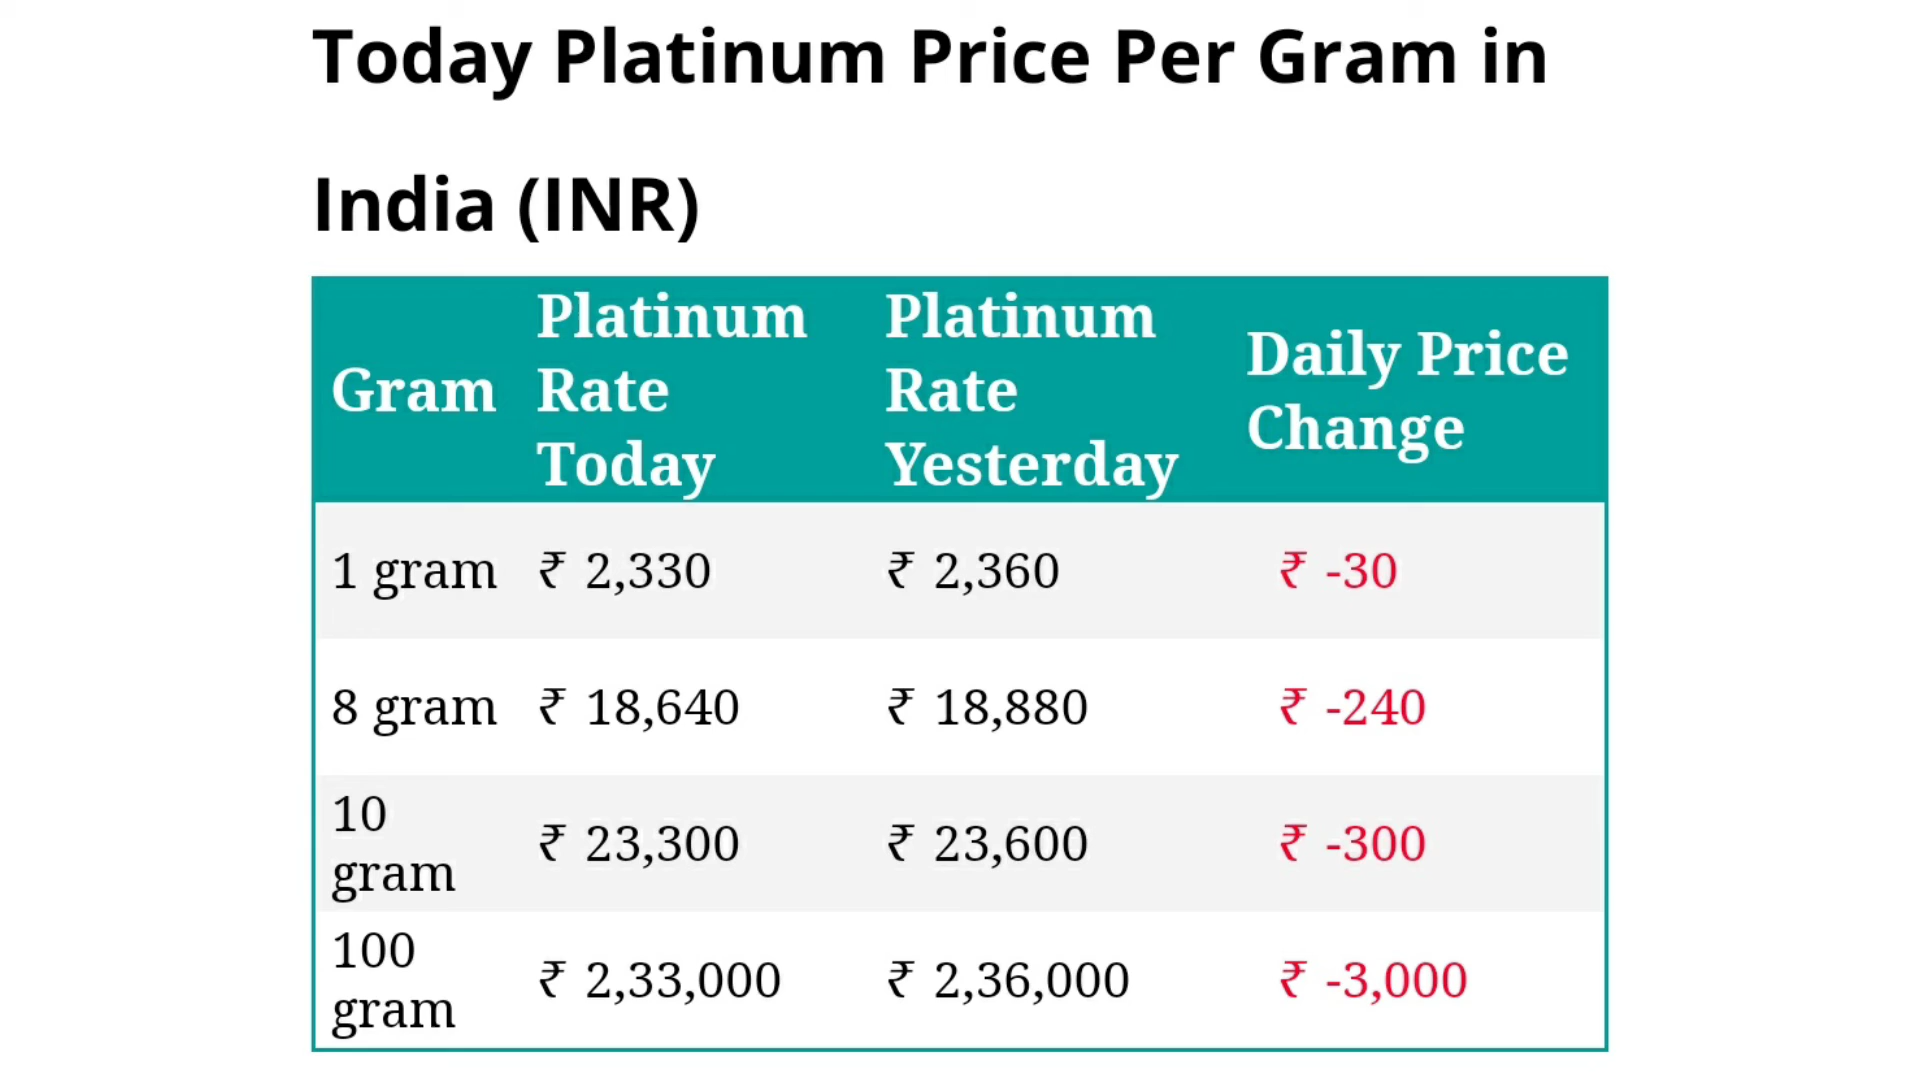 Today Platinum Price Per Gram in
India (INR)
Gram
Platinum
Rate
Today
Platinum
Rate
Yesterday
Daily Price
Change
1 gram ₹ 2,330 ₹ 2,360 ₹ -30
8 gram ₹ 18,640 ₹ 18,880 ₹ -240
10
gram
₹ 23,300 ₹ 23,600 ₹ -300
100
gram
₹ 2,33,000 ₹ 2,36,000 ₹ -3,000